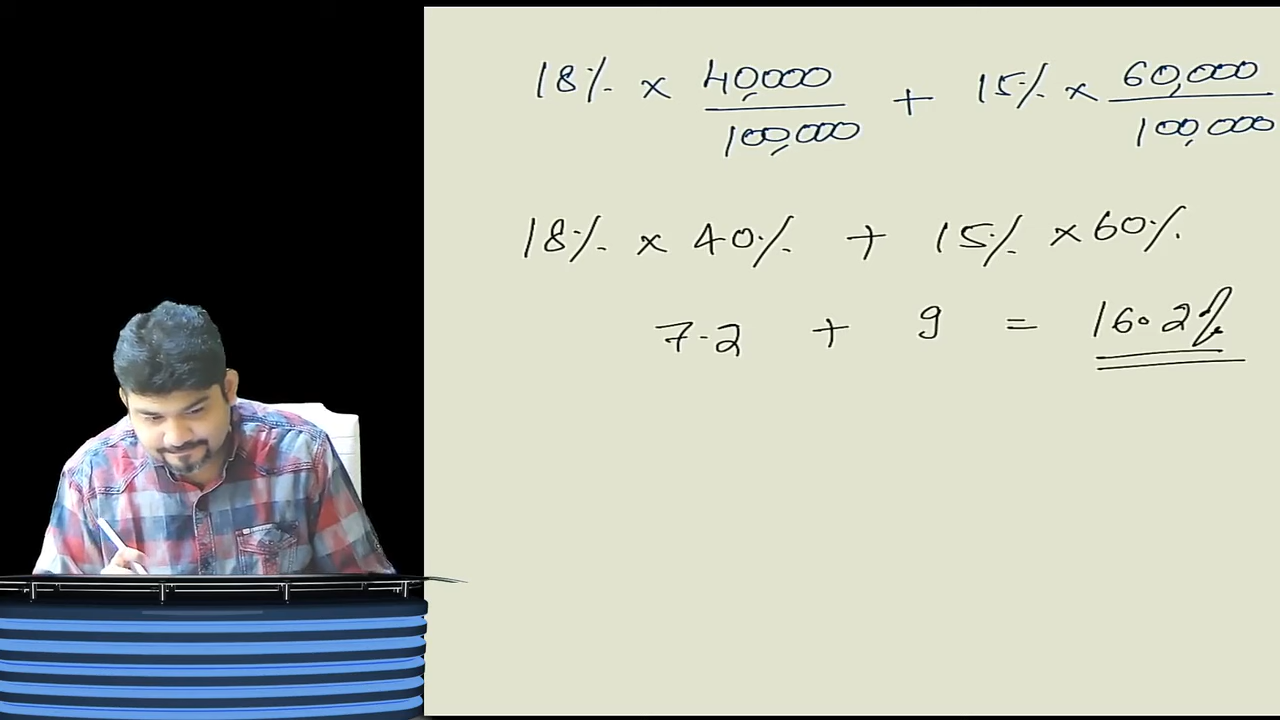 18% × 40,000 + 15% × 60,000
100,000 100,000
18% × 40% + 15% × 60%
7.2 + 9 = 16.2%